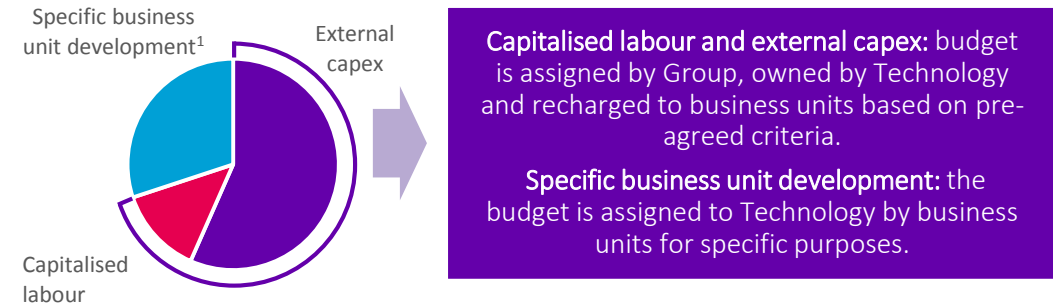 Specific business
unit development1
External
capex
Capitalised
labour
Capitalised labour and external capex: budget
is assigned by Group, owned by Technology
and recharged to business units based on pre-
agreed criteria.
Specific business unit development: the
budget is assigned to Technology by business
units for specific purposes.